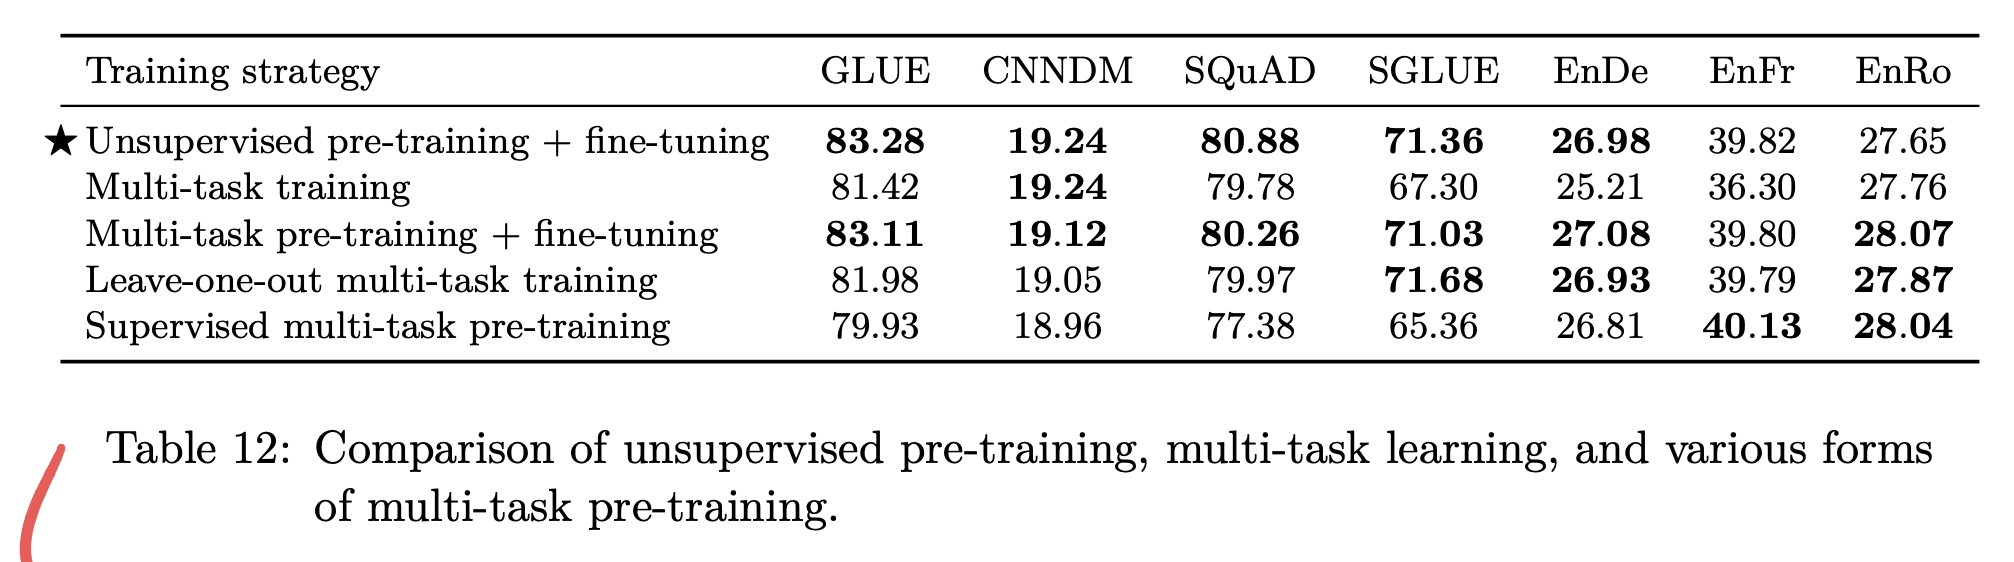 Training strategy GLUE CNNDM SQuAD SGLUE EnDe EnFr EnRo
★ Unsupervised pre-training + fine-tuning 83.28 19.24 80.88 71.36 26.98 39.82 27.65
Multi-task training 81.42 19.24 79.78 67.30 25.21 36.30 27.76
Multi-task pre-training + fine-tuning 83.11 19.12 80.26 71.03 27.08 39.80 28.07
Leave-one-out multi-task training 81.98 19.05 79.97 71.68 26.93 39.79 27.87
Supervised multi-task pre-training 79.93 18.96 77.38 65.36 26.81 40.13 28.04
Table 12: Comparison of unsupervised pre-training, multi-task learning, and various forms
of multi-task pre-training.